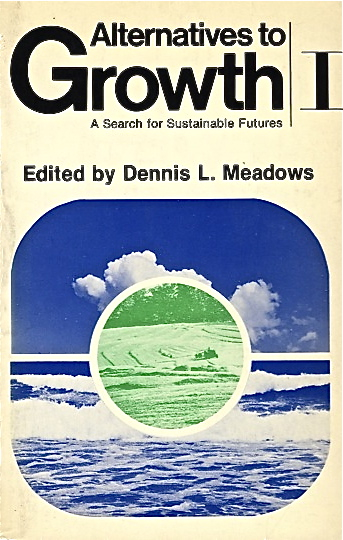 Alternatives to
Growth I
A Search for Sustainable Futures
Edited by Dennis L. Meadows